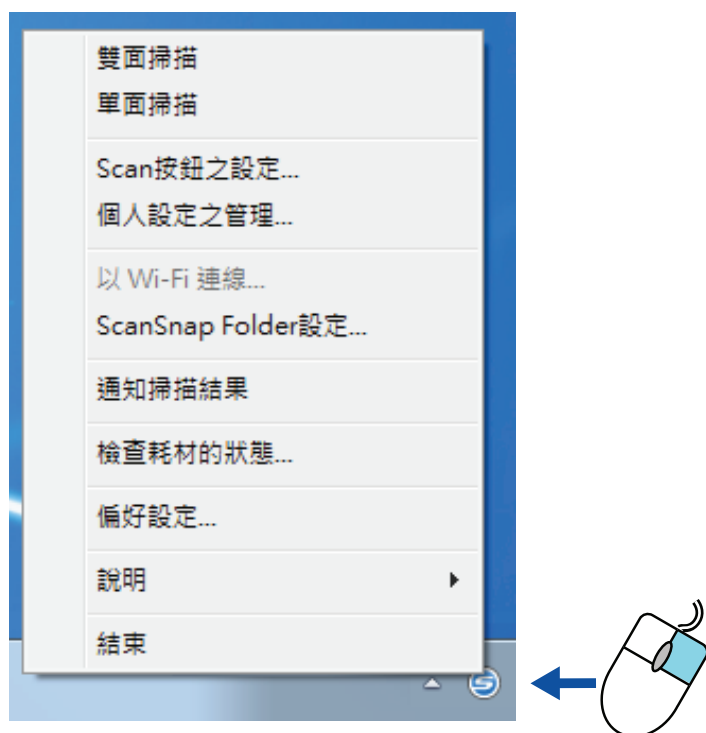 雙面掃描
單面掃描
Scan按鈕之設定...
個人設定之管理...
以 Wi-Fi 連線...
ScanSnap Folder設定...
通知掃描結果
檢查耗材的狀態...
偏好設定...
說明
結束